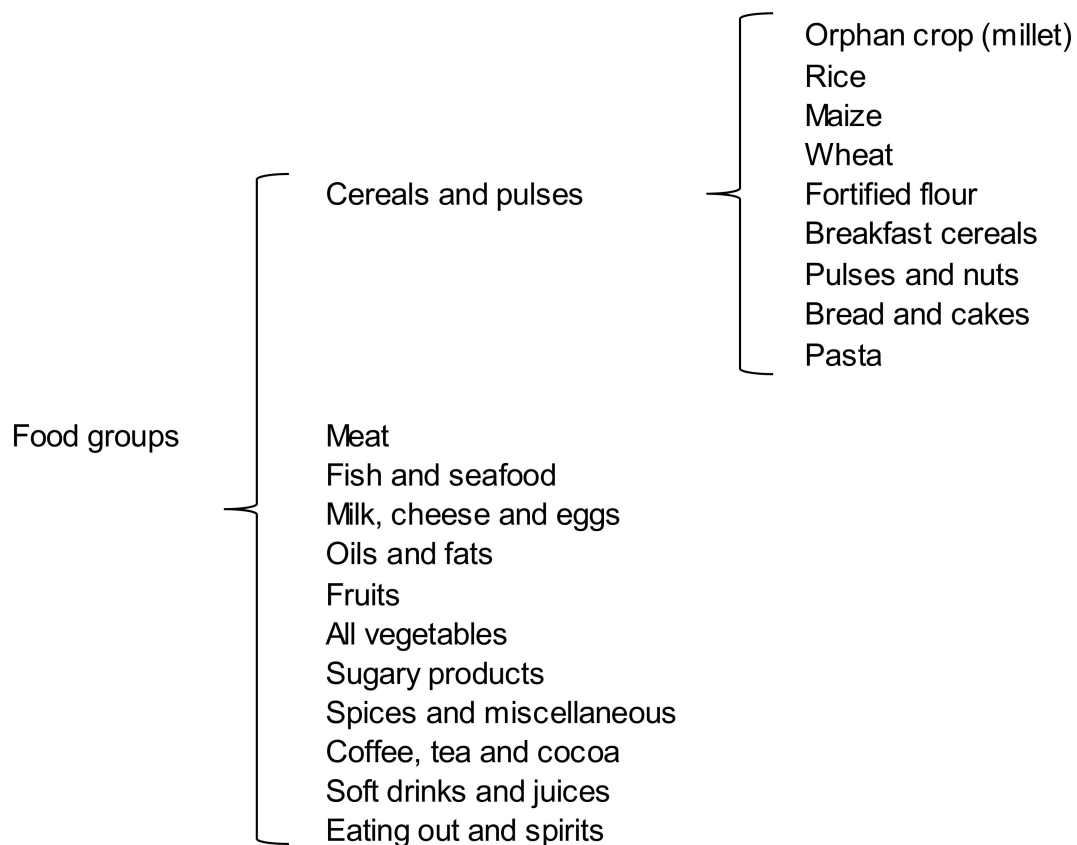 Food groups
Cereals and pulses
Orphan crop (millet)
Rice
Maize
Wheat
Fortified flour
Breakfast cereals
Pulses and nuts
Bread and cakes
Pasta
Meat
Fish and seafood
Milk, cheese and eggs
Oils and fats
Fruits
All vegetables
Sugary products
Spices and miscellaneous
Coffee, tea and cocoa
Soft drinks and juices
Eating out and spirits